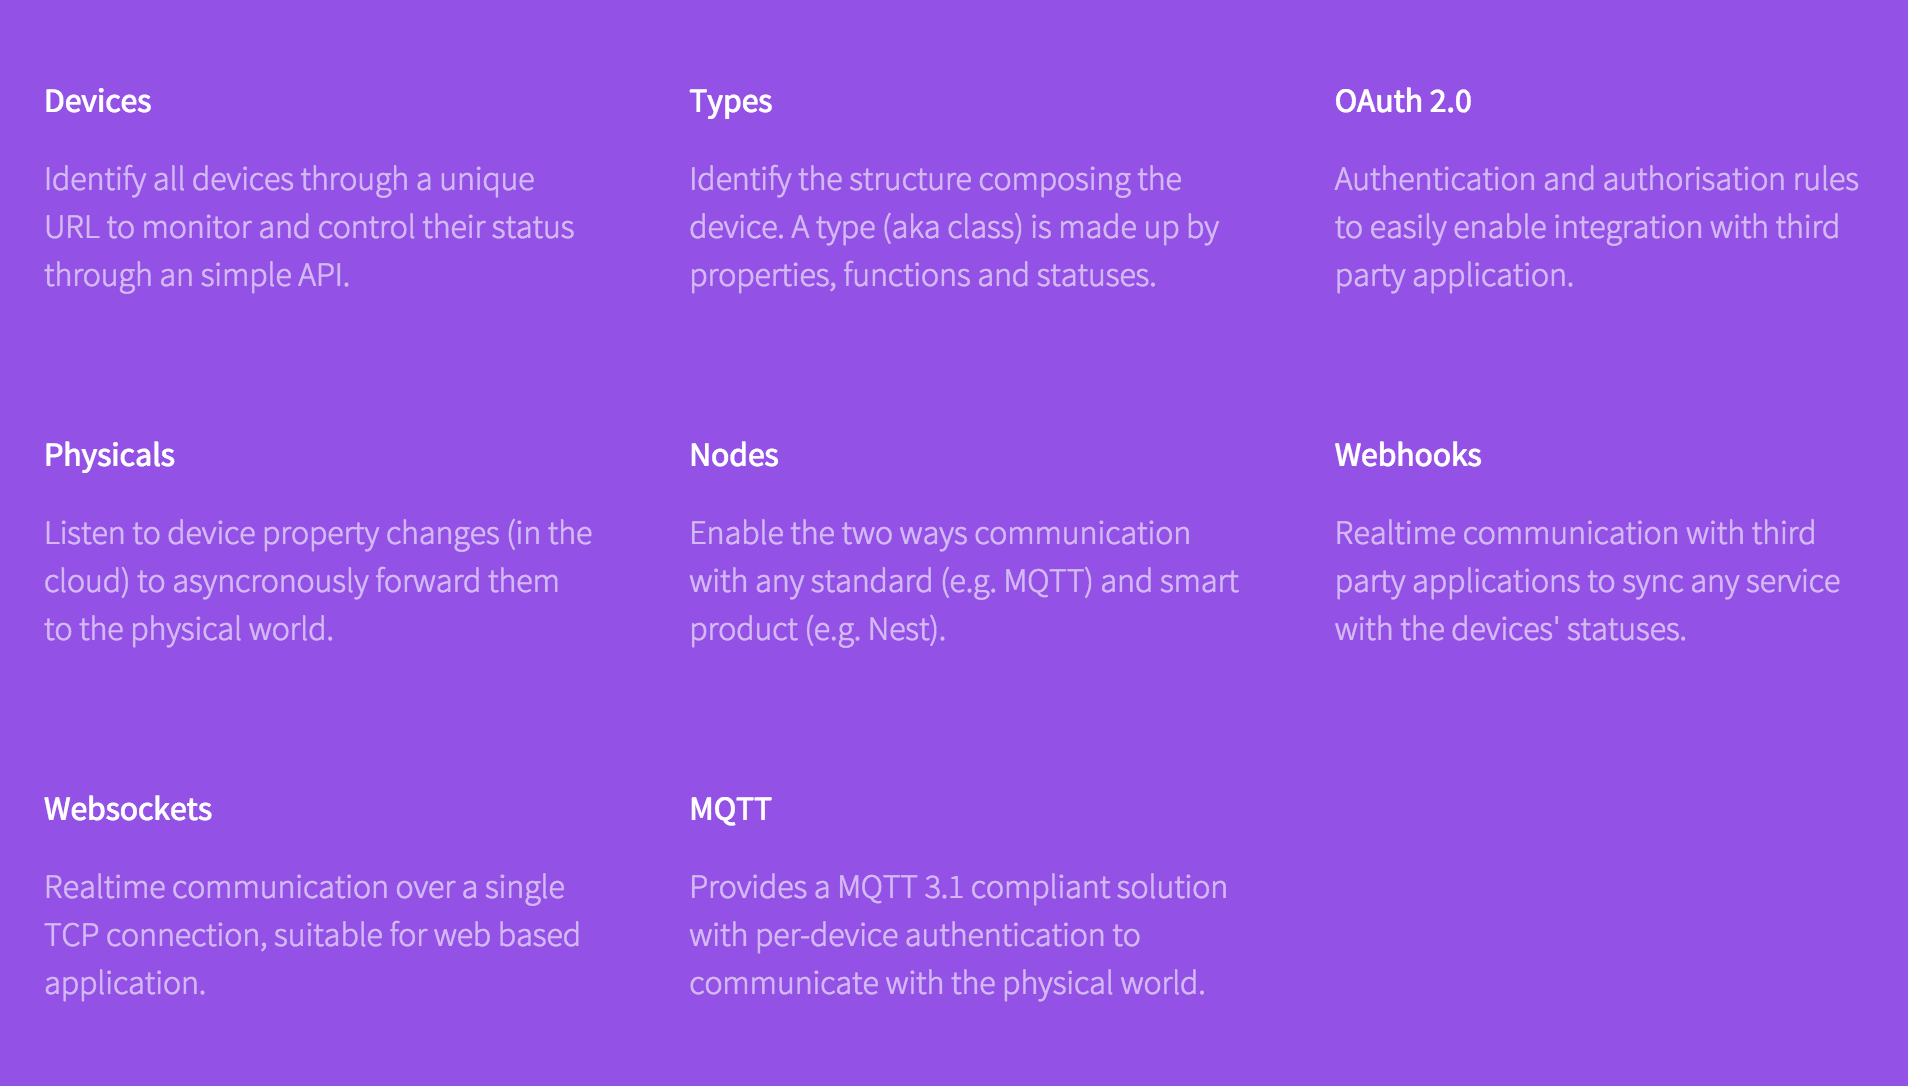 Devices
Identify all devices through a unique
URL to monitor and control their status
through an simple API.
Types
Identify the structure composing the
device. A type (aka class) is made up by
properties, functions and statuses.
OAuth 2.0
Authentication and authorisation rules
to easily enable integration with third
party application.
Physicals
Listen to device property changes (in the
cloud) to asyncronously forward them
to the physical world.
Nodes
Enable the two ways communication
with any standard (e.g. MQTT) and smart
product (e.g. Nest).
Webhooks
Realtime communication with third
party applications to sync any service
with the devices' statuses.
Websockets
Realtime communication over a single
TCP connection, suitable for web based
application.
MQTT
Provides a MQTT 3.1 compliant solution
with per-device authentication to
communicate with the physical world.